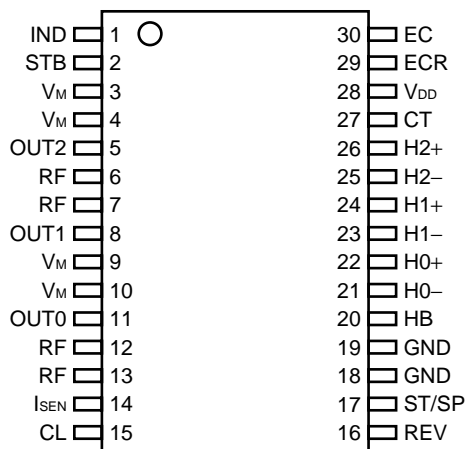 IND 1 30 EC
STB 2 29 ECR
VM 3 28 VDD
VM 4 27 CT
OUT2 5 26 H2+
RF 6 25 H2−
RF 7 24 H1+
OUT1 8 23 H1−
VM 9 22 H0+
VM 10 21 H0−
OUT0 11 20 HB
RF 12 19 GND
RF 13 18 GND
ISEN 14 17 ST/SP
CL 15 16 REV